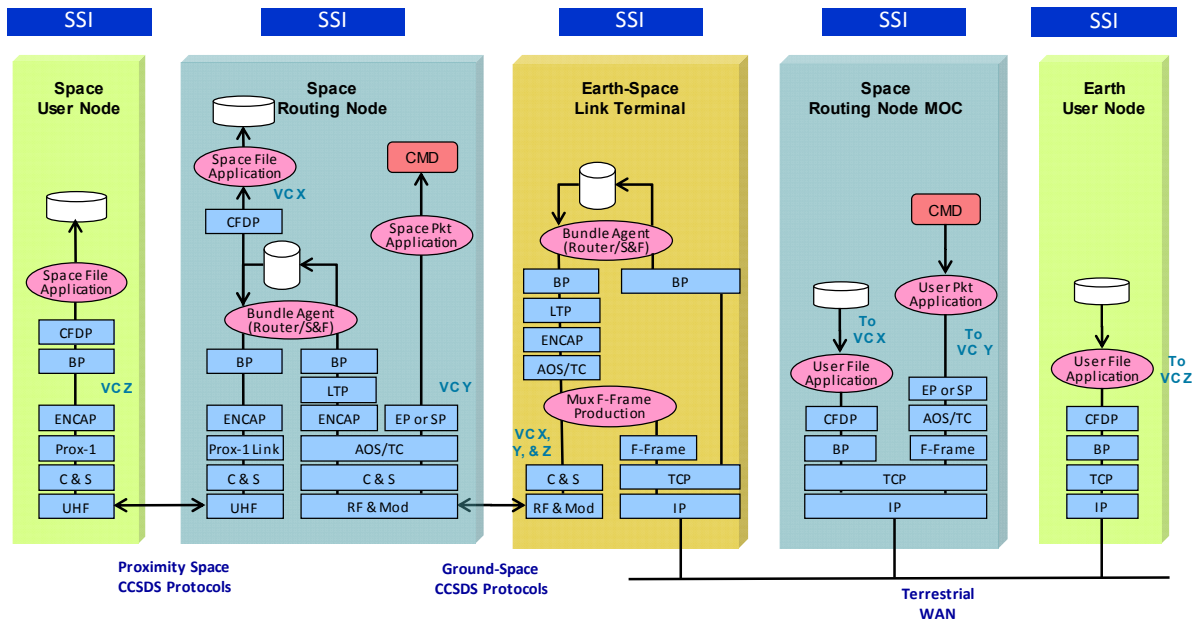 SSI
SSI
SSI
SSI
SSI
Space
User Node
Space File
Application
CFDP
BP
VC Z
ENCAP
Prox-1
C & S
UHF
Space
Routing Node
Space File
Application
VC X
CFDP
CMD
Space Pkt
Application
Bundle Agent
(Router/S&F)
BP
BP
LTP
VC Y
ENCAP
ENCAP
EP or SP
Prox-1 Link
AOS/TC
C & S
C & S
UHF
RF & Mod
Earth-Space
Link Terminal
Bundle Agent
(Router/S&F)
BP
BP
LTP
ENCAP
AOS/TC
Mux F-Frame
Production
VC X,
Y, & Z
F-Frame
C & S
TCP
RF & Mod
IP
Space
Routing Node MOC
CMD
User Pkt
Application
To
VC X
To
VC Y
User File
Application
EP or SP
CFDP
AOS/TC
BP
F-Frame
TCP
IP
Earth
User Node
User File
Application
To
VC Z
CFDP
BP
TCP
IP
Proximity Space
CCSDS Protocols
Ground-Space
CCSDS Protocols
Terrestrial
WAN